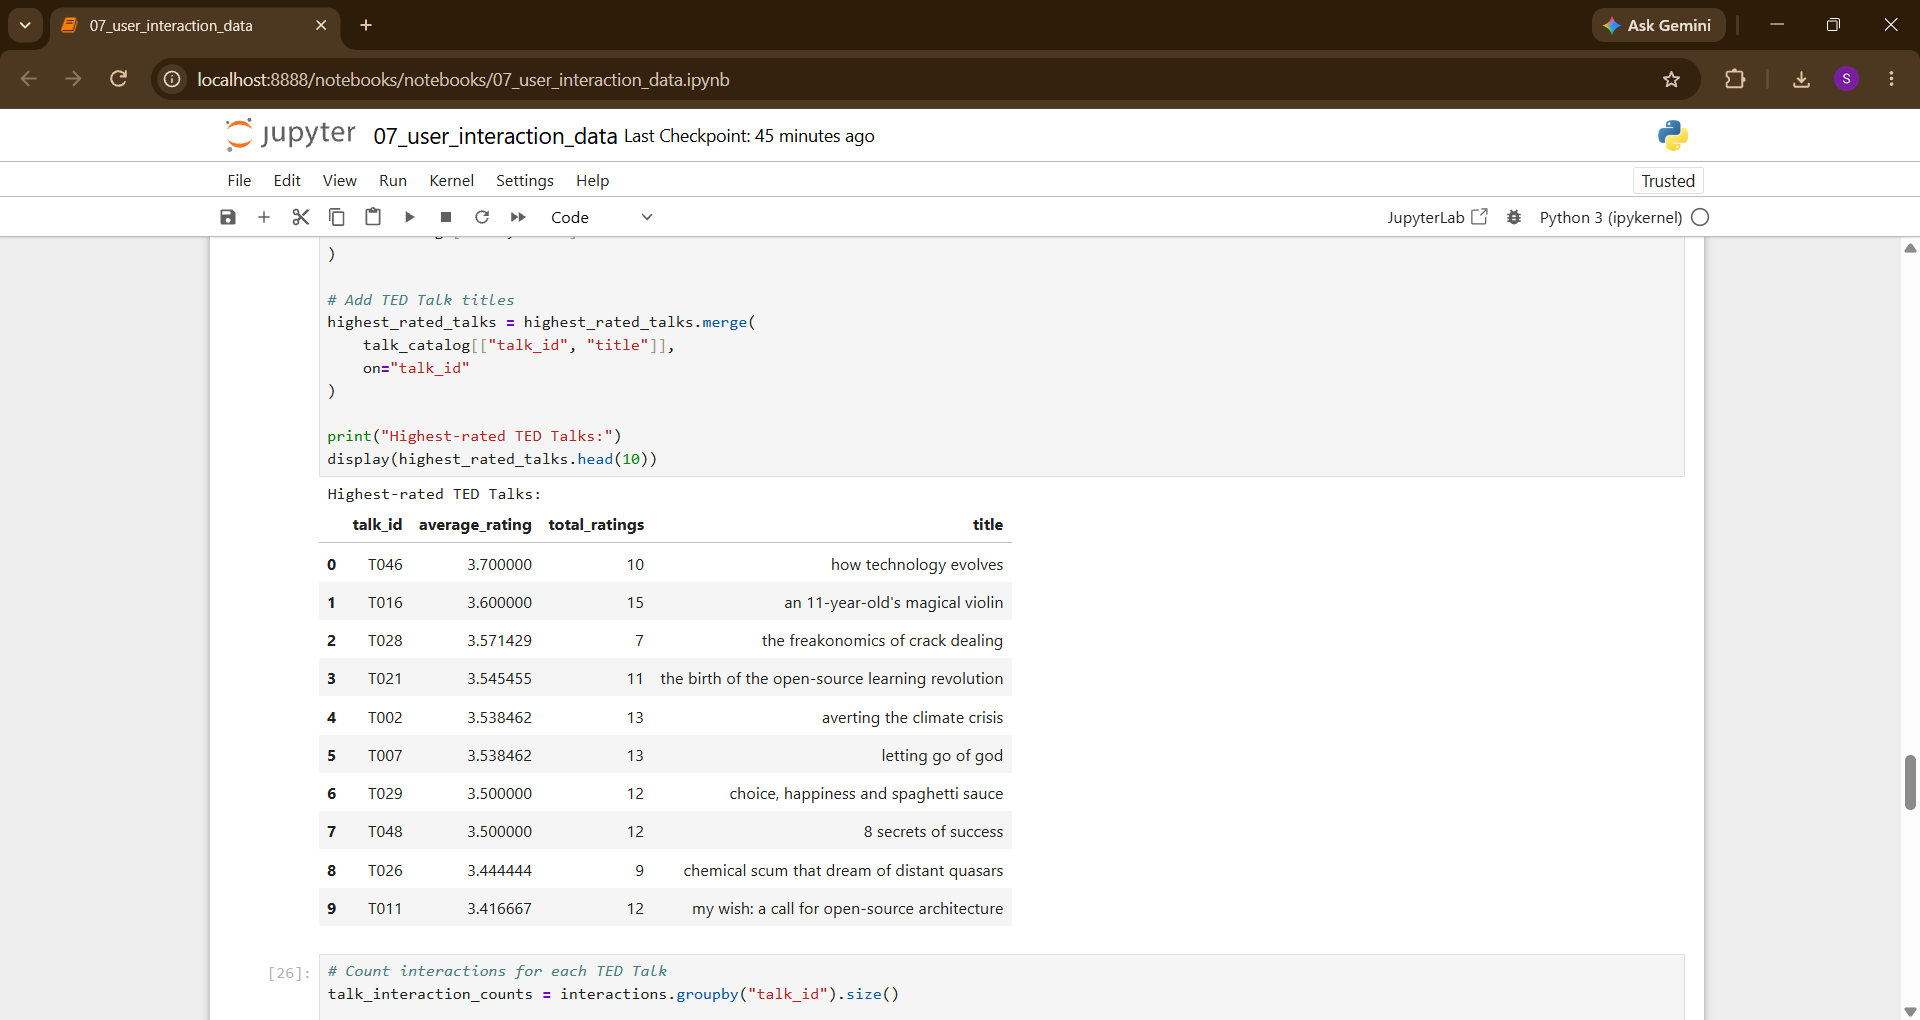 07_user_interaction_data
Ask Gemini
localhost:8888/notebooks/notebooks/07_user_interaction_data.ipynb
S
jupyter 07_user_interaction_data Last Checkpoint: 45 minutes ago
File Edit View Run Kernel Settings Help Trusted
Code JupyterLab Python 3 (ipykernel)
)
# Add TED Talk titles
highest_rated_talks = highest_rated_talks.merge(
    talk_catalog[["talk_id", "title"]],
    on="talk_id"
)
print("Highest-rated TED Talks:")
display(highest_rated_talks.head(10))
Highest-rated TED Talks:
talk_id average_rating total_ratings title
0 T046 3.700000 10 how technology evolves
1 T016 3.600000 15 an 11-year-old's magical violin
2 T028 3.571429 7 the freakonomics of crack dealing
3 T021 3.545455 11 the birth of the open-source learning revolution
4 T002 3.538462 13 averting the climate crisis
5 T007 3.538462 13 letting go of god
6 T029 3.500000 12 choice, happiness and spaghetti sauce
7 T048 3.500000 12 8 secrets of success
8 T026 3.444444 9 chemical scum that dream of distant quasars
9 T011 3.416667 12 my wish: a call for open-source architecture
[26]: # Count interactions for each TED Talk
talk_interaction_counts = interactions.groupby("talk_id").size()